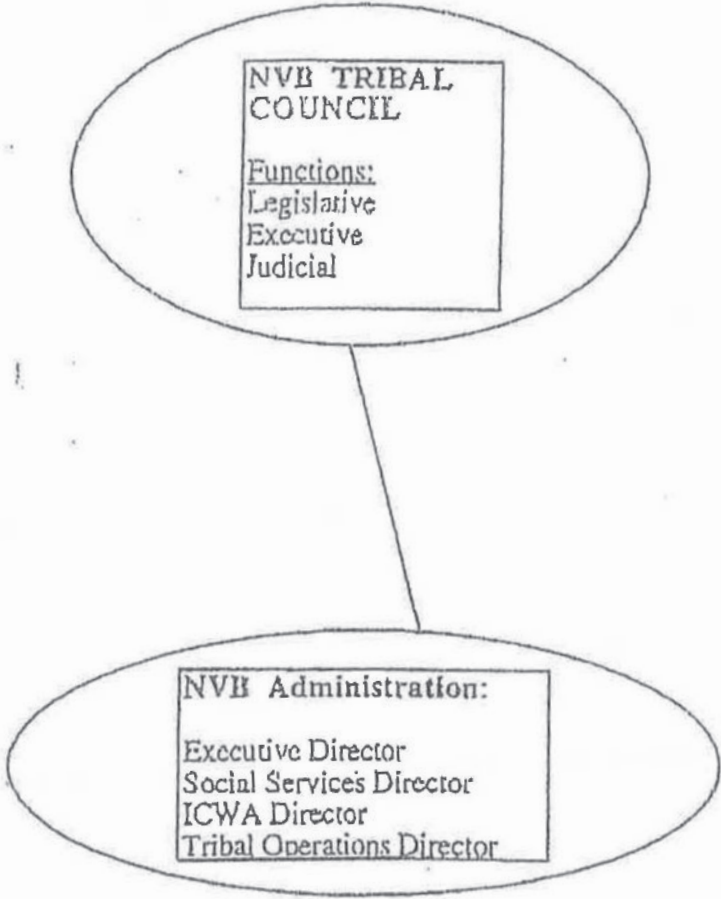 NVB TRIBAL
COUNCIL
Functions:
Legislative
Executive
Judicial
NVB Administration:
Executive Director
Social Services Director
ICWA Director
Tribal Operations Director